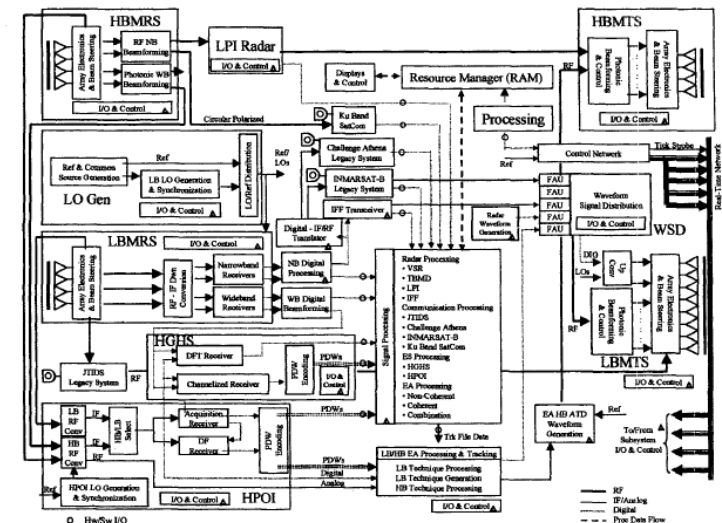 HBMRS
Array Electronics
& Beam Steering
RF NB
Beamforming
Photonic WB
Beamforming
I/O & Control
LPI Radar
I/O & Control
Displays
& Control
Resource Manager (RAM)
Processing
HBMTS
RF
Photonic
Beamforming
& Control
Array Electronics
& Beam Steering
I/O & Control
Circular Polarized
Ku Band
SatCom
Challenge Athena
Legacy System
INMARSAT-B
Legacy System
IFF Transceiver
Ref
Control Network
Tick Strobe
Real-Time Network
Ref & Common
Source Generation
Ref
LB LO Generation
& Synchronization
LO/Ref Distribution
Ref/
LOs
LO Gen
I/O & Control
Digital - IF/RF
Translator
Radar
Waveform
Generation
FAU
FAU
FAU
FAU
FAU
Waveform
Signal Distribution
I/O & Control
WSD
LBMRS
I/O & Control
Array Electronics
& Beam Steering
RF - IF Dwn
Conversion
Narrowband
Receivers
Wideband
Receivers
NB Digital
Processing
WB Digital
Beamforming
Signal Processing
Radar Processing
• VSR
• TBMD
• LPI
• IFF
Communication Processing
• JTIDS
• Challenge Athena
• INMARSAT-B
• Ku Band SatCom
ES Processing
• HGHS
• HPOI
EA Processing
• Non-Coherent
• Coherent
• Combination
DIG
LOs
Up
Conv
RF
Photonic
Beamforming
& Control
Array Electronics
& Beam Steering
I/O & Control
LBMTS
JTIDS
Legacy System
RF
HGHS
DFT Receiver
Channelized Receiver
PDW
Encoding
PDWs
I/O &
Control
LB
RF
Conv
HB
RF
Conv
IF
IF
RF
HB/LB
Select
Acquisition
Receiver
DF
Receiver
PDW
Encoding
PDWs
PDWs
Digital
Analog
Ref
HPOI LO Generation
& Synchronization
I/O & Control
HPOI
Trk File Data
LB/HB EA Processing & Tracking
LB Technique Processing
LB Technique Generation
HB Technique Processing
I/O & Control
EA HB ATD
Waveform
Generation
Ref
To/From
Subsystem
I/O & Control
RF
IF/Analog
Digital
Proc Data Flow
Hw/Sw I/O